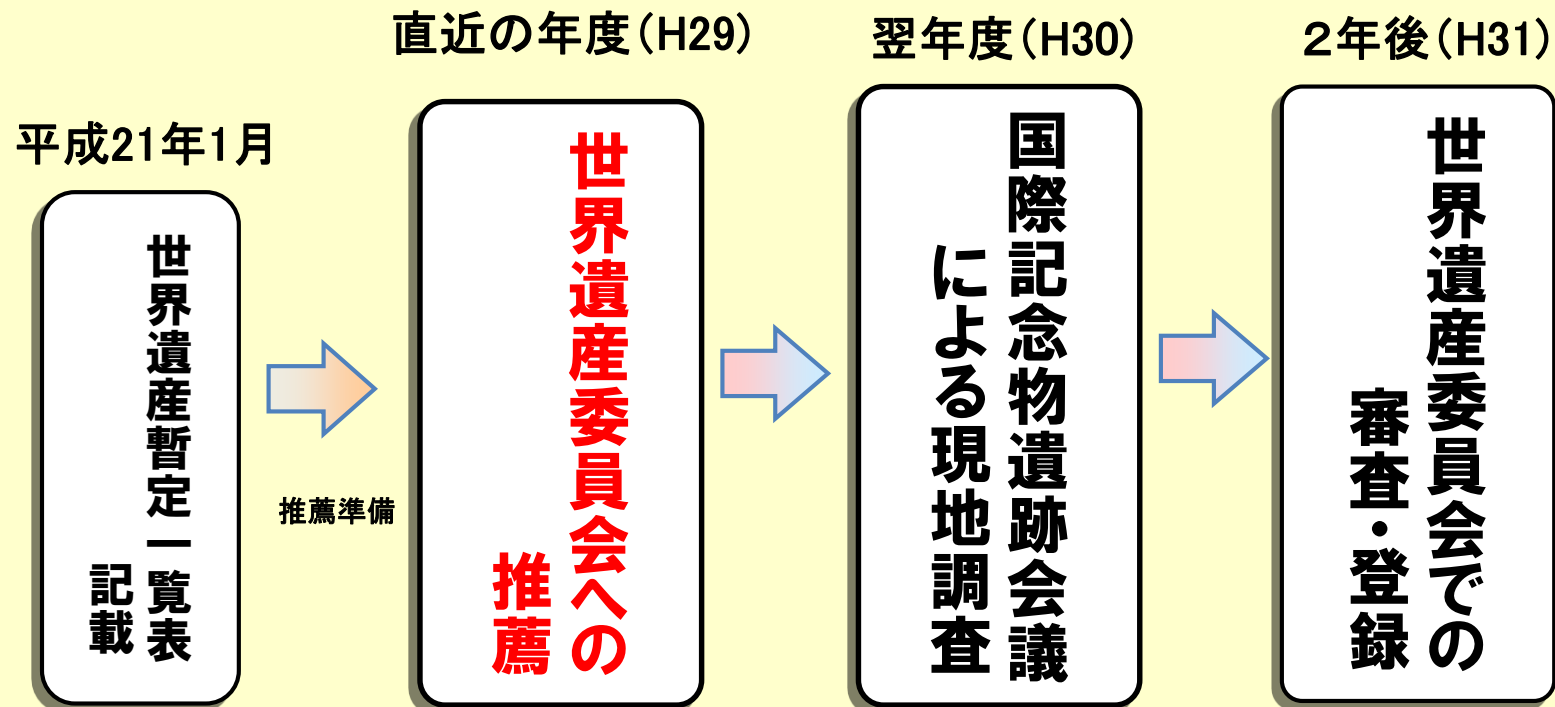 平成21年1月
世界遺産暫定一覧表
記載
推薦準備
直近の年度(H29)
世界遺産委員会への
推薦
翌年度(H30)
国際記念物遺跡会議
による現地調査
２年後(H31)
世界遺産委員会での
審査・登録